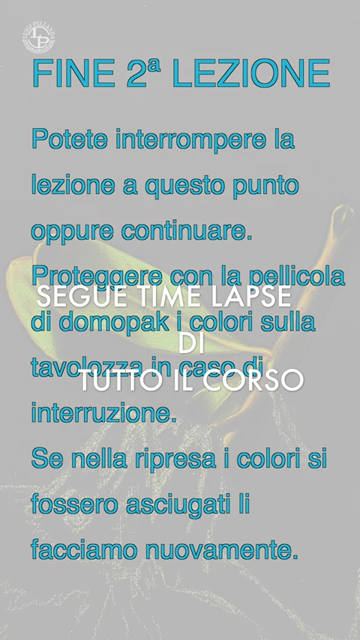 FINE 2ª LEZIONE
Potete interrompere la
lezione a questo punto
oppure continuare.
Proteggere con la pellicola
SEGUE TIME LAPSE
di domopak i colori sulla
DI
tavolozza in caso di
TUTTO IL CORSO
interruzione.
Se nella ripresa i colori si
fossero asciugati li
facciamo nuovamente.